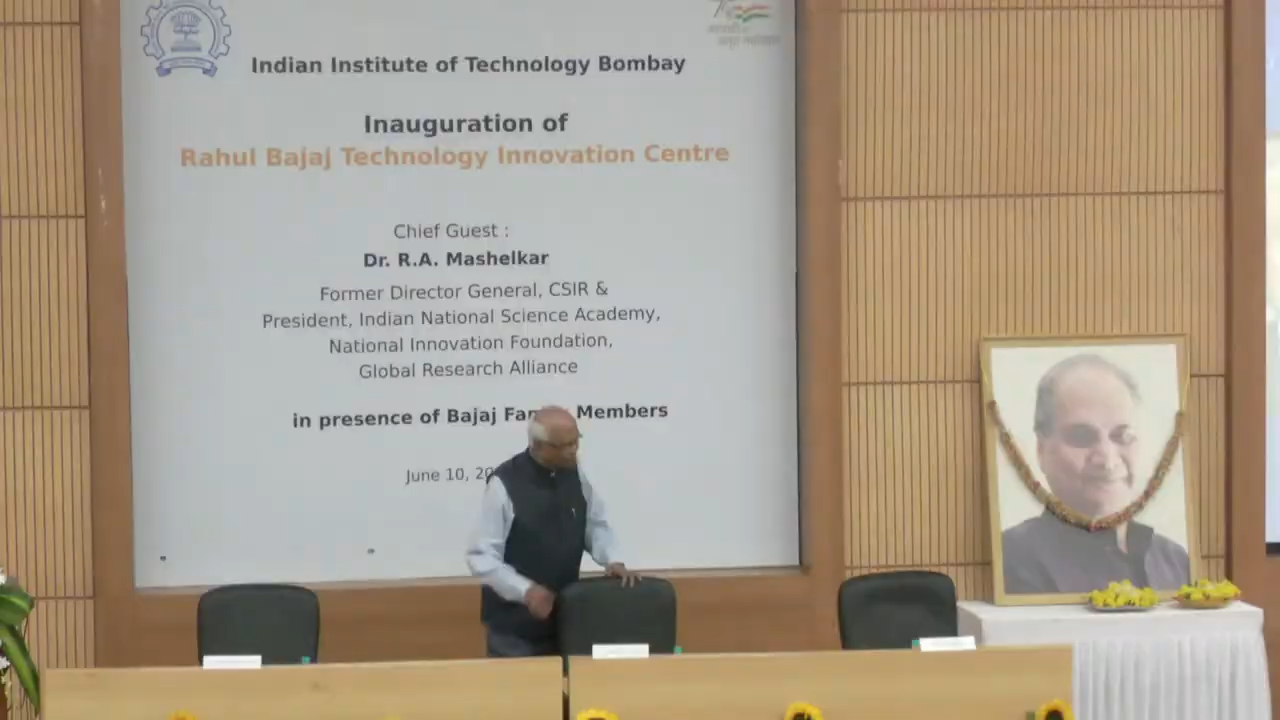 Indian Institute of Technology Bombay
Inauguration of
Rahul Bajaj Technology Innovation Centre
Chief Guest :
Dr. R.A. Mashelkar
Former Director General, CSIR &
President, Indian National Science Academy,
National Innovation Foundation,
Global Research Alliance
in presence of Bajaj Members
June 10,